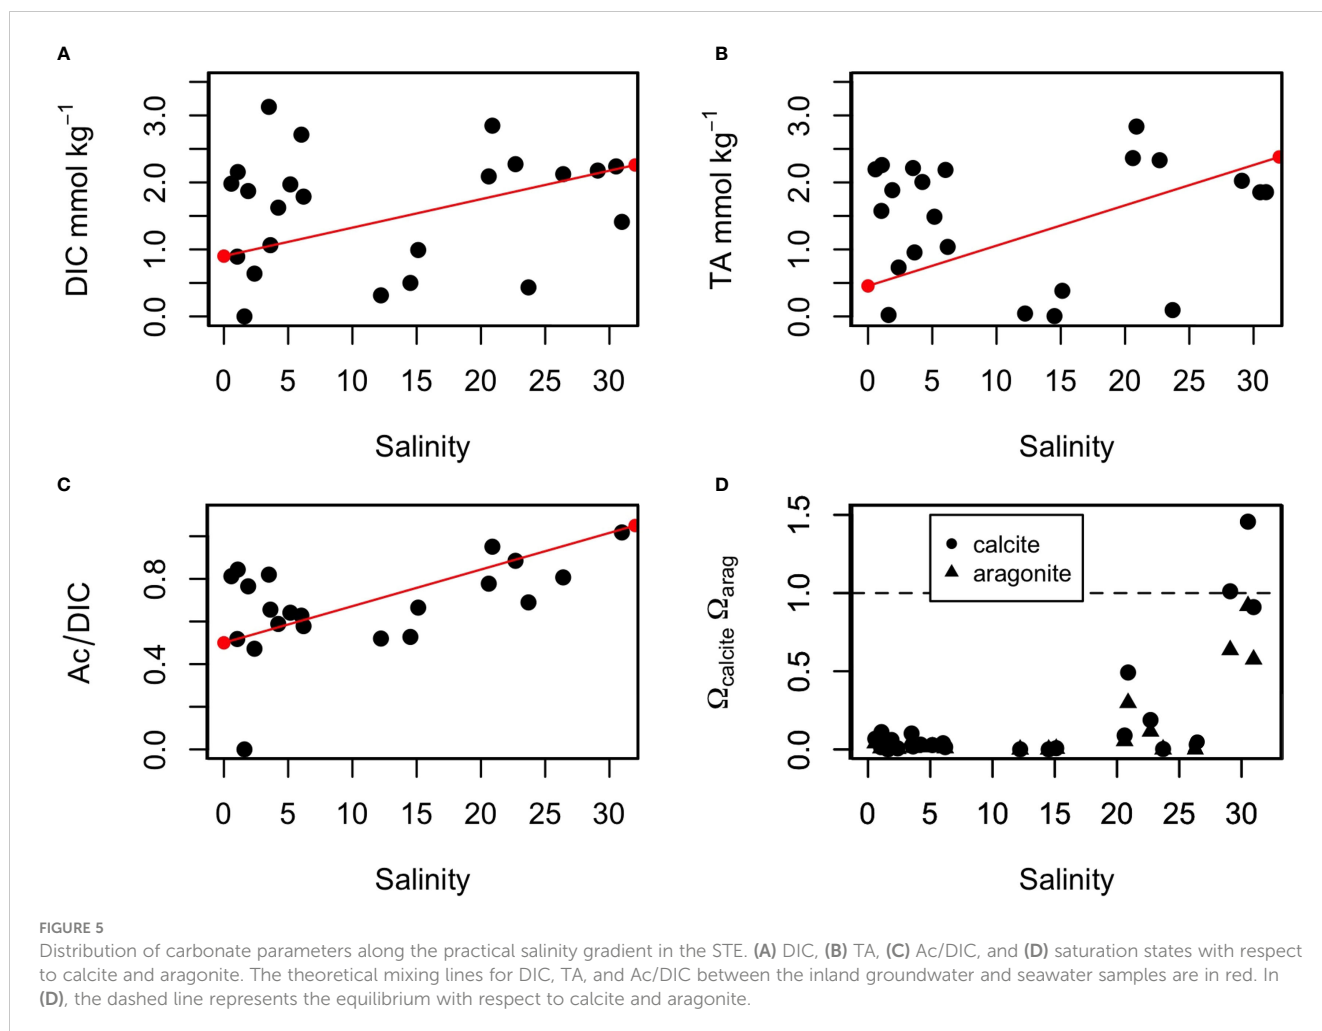 A
B
DIC mmol kg⁻¹
0.0 1.0 2.0 3.0
0 5 10 15 20 25 30
Salinity
TA mmol kg⁻¹
0.0 1.0 2.0 3.0
0 5 10 15 20 25 30
Salinity
C
D
Ac/DIC
0.0 0.4 0.8
0 5 10 15 20 25 30
Salinity
Ωcalcite Ωarag
0.0 0.5 1.0 1.5
calcite
aragonite
0 5 10 15 20 25 30
Salinity
FIGURE 5
Distribution of carbonate parameters along the practical salinity gradient in the STE. (A) DIC, (B) TA, (C) Ac/DIC, and (D) saturation states with respect
to calcite and aragonite. The theoretical mixing lines for DIC, TA, and Ac/DIC between the inland groundwater and seawater samples are in red. In
(D), the dashed line represents the equilibrium with respect to calcite and aragonite.